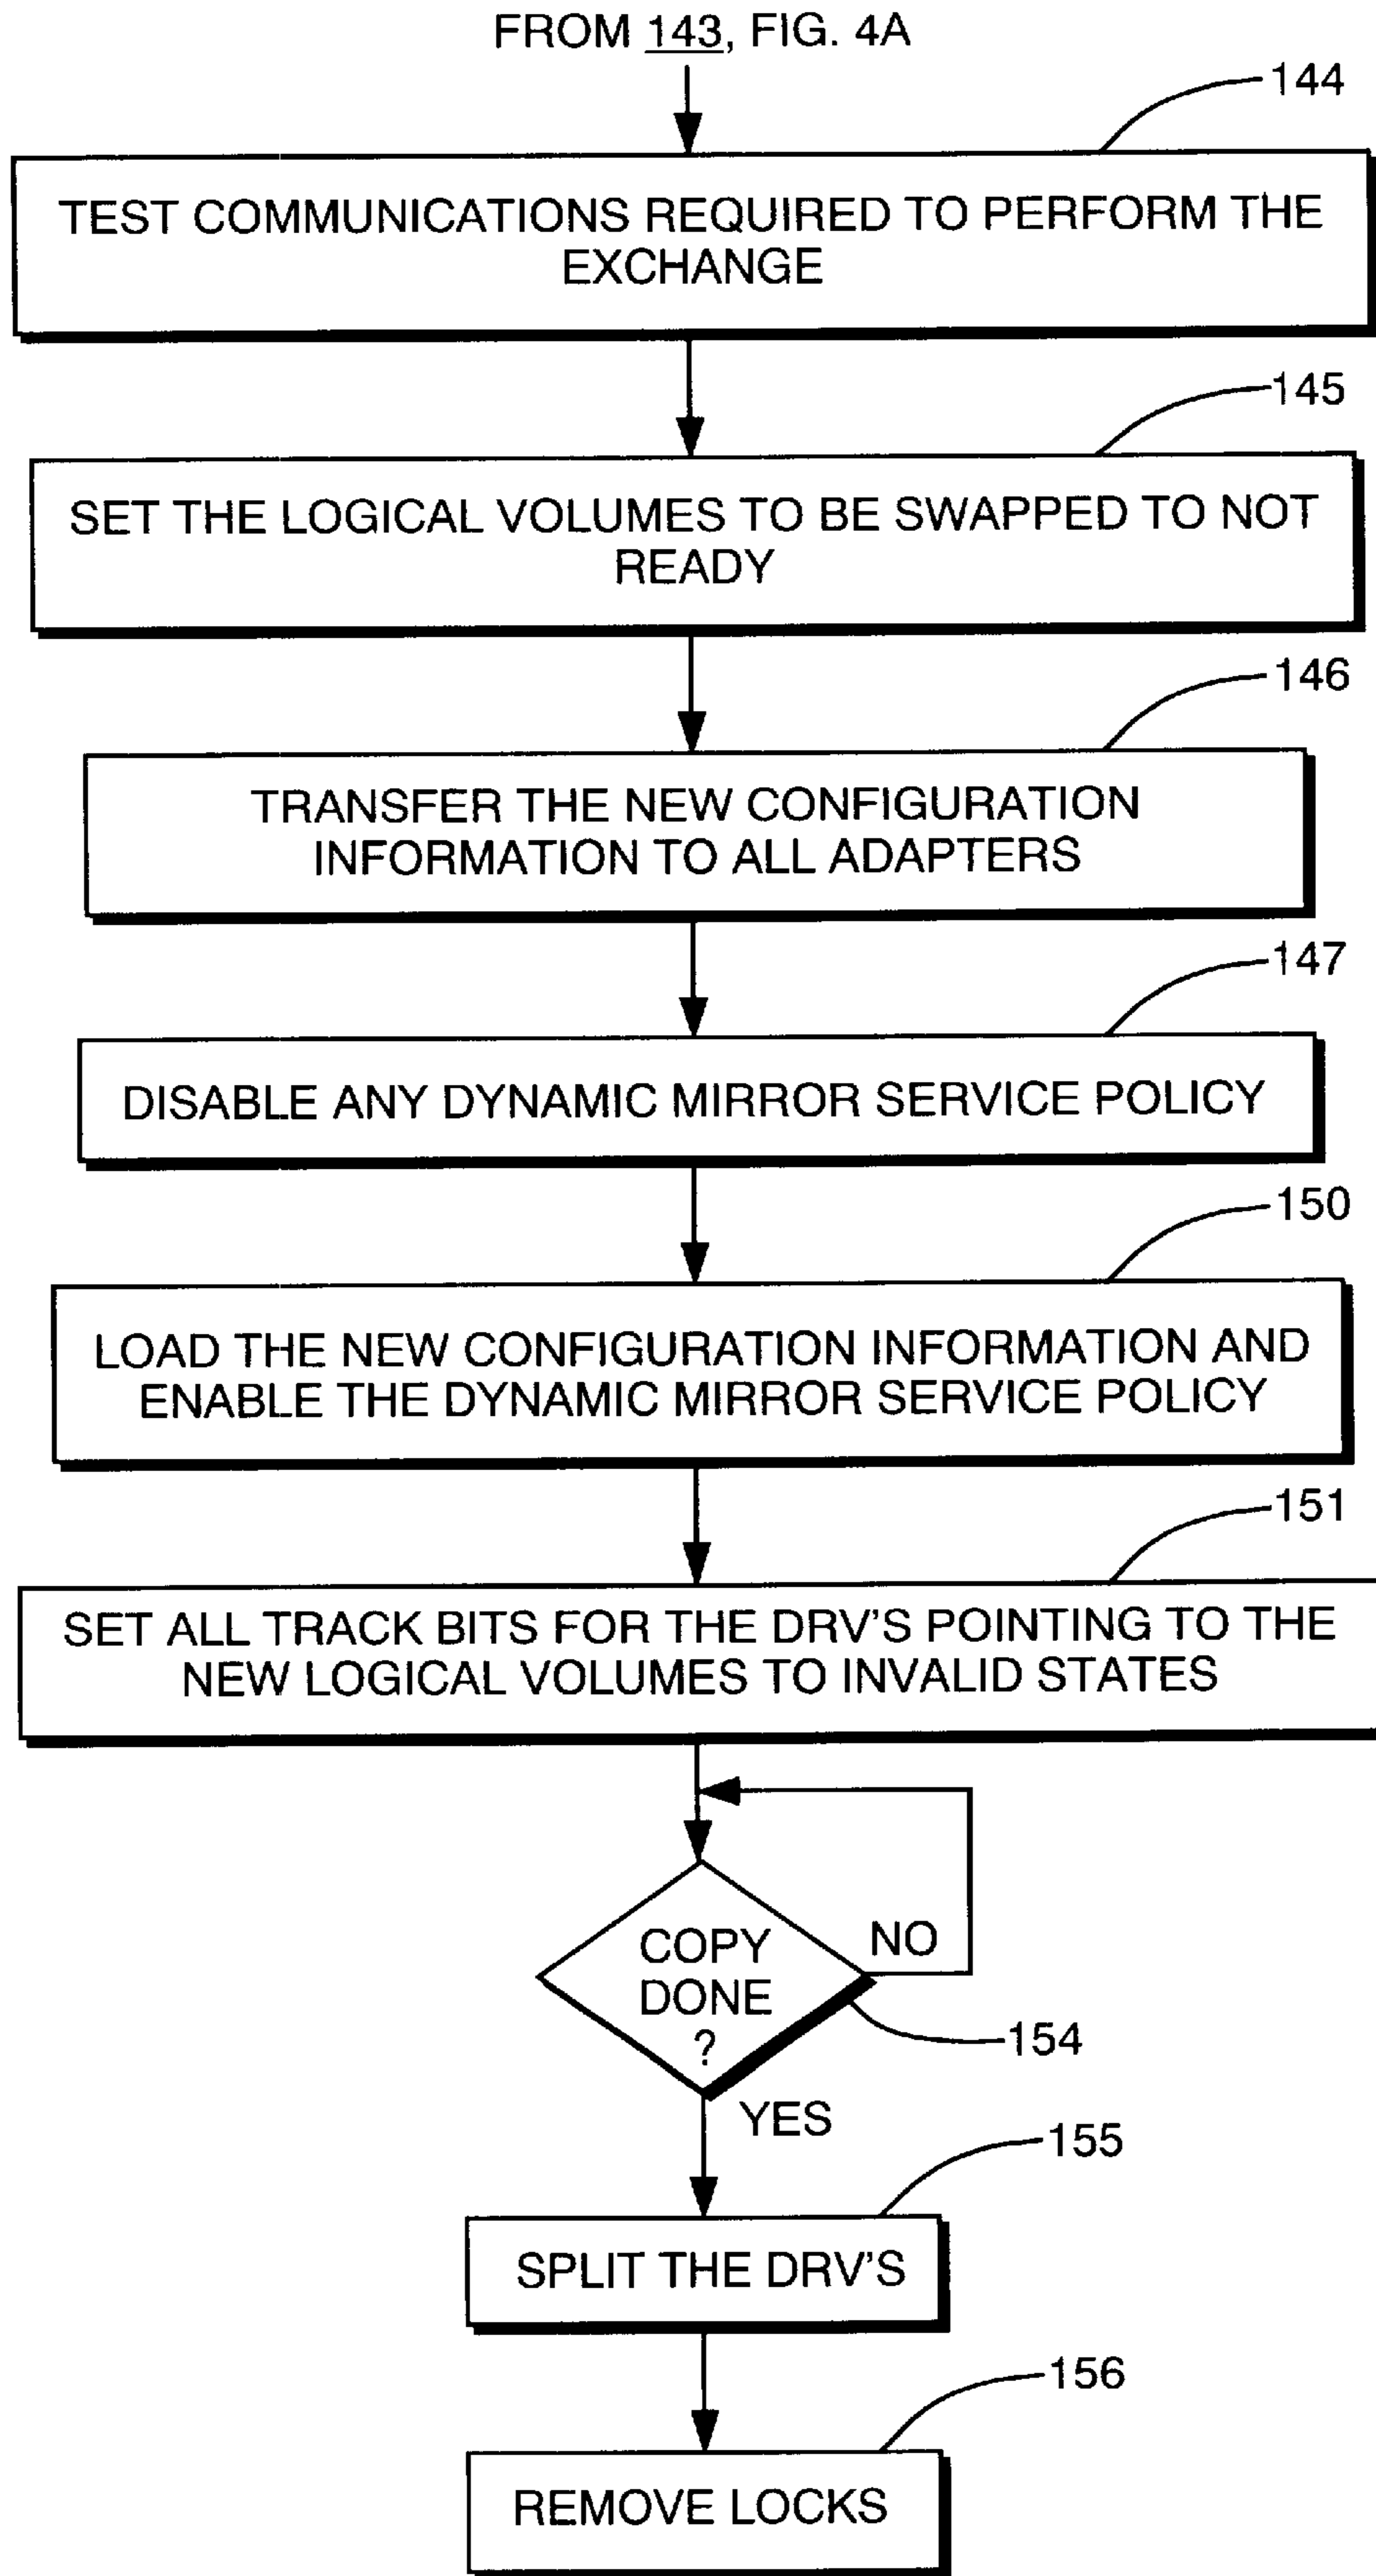 FROM 143, FIG. 4A
144
TEST COMMUNICATIONS REQUIRED TO PERFORM THE
EXCHANGE
145
SET THE LOGICAL VOLUMES TO BE SWAPPED TO NOT
READY
146
TRANSFER THE NEW CONFIGURATION
INFORMATION TO ALL ADAPTERS
147
DISABLE ANY DYNAMIC MIRROR SERVICE POLICY
150
LOAD THE NEW CONFIGURATION INFORMATION AND
ENABLE THE DYNAMIC MIRROR SERVICE POLICY
151
SET ALL TRACK BITS FOR THE DRV'S POINTING TO THE
NEW LOGICAL VOLUMES TO INVALID STATES
COPY
DONE
?
NO
154
YES
155
SPLIT THE DRV'S
156
REMOVE LOCKS